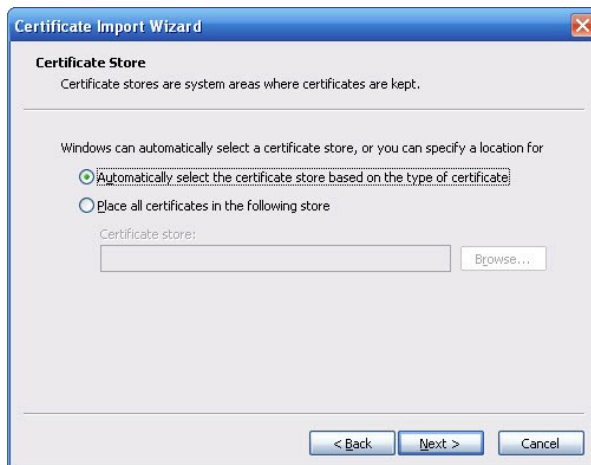 Certificate Import Wizard
Certificate Store
Certificate stores are system areas where certificates are kept.
Windows can automatically select a certificate store, or you can specify a location for
Automatically select the certificate store based on the type of certificate
Place all certificates in the following store
Certificate store:
Browse...
< Back Next > Cancel